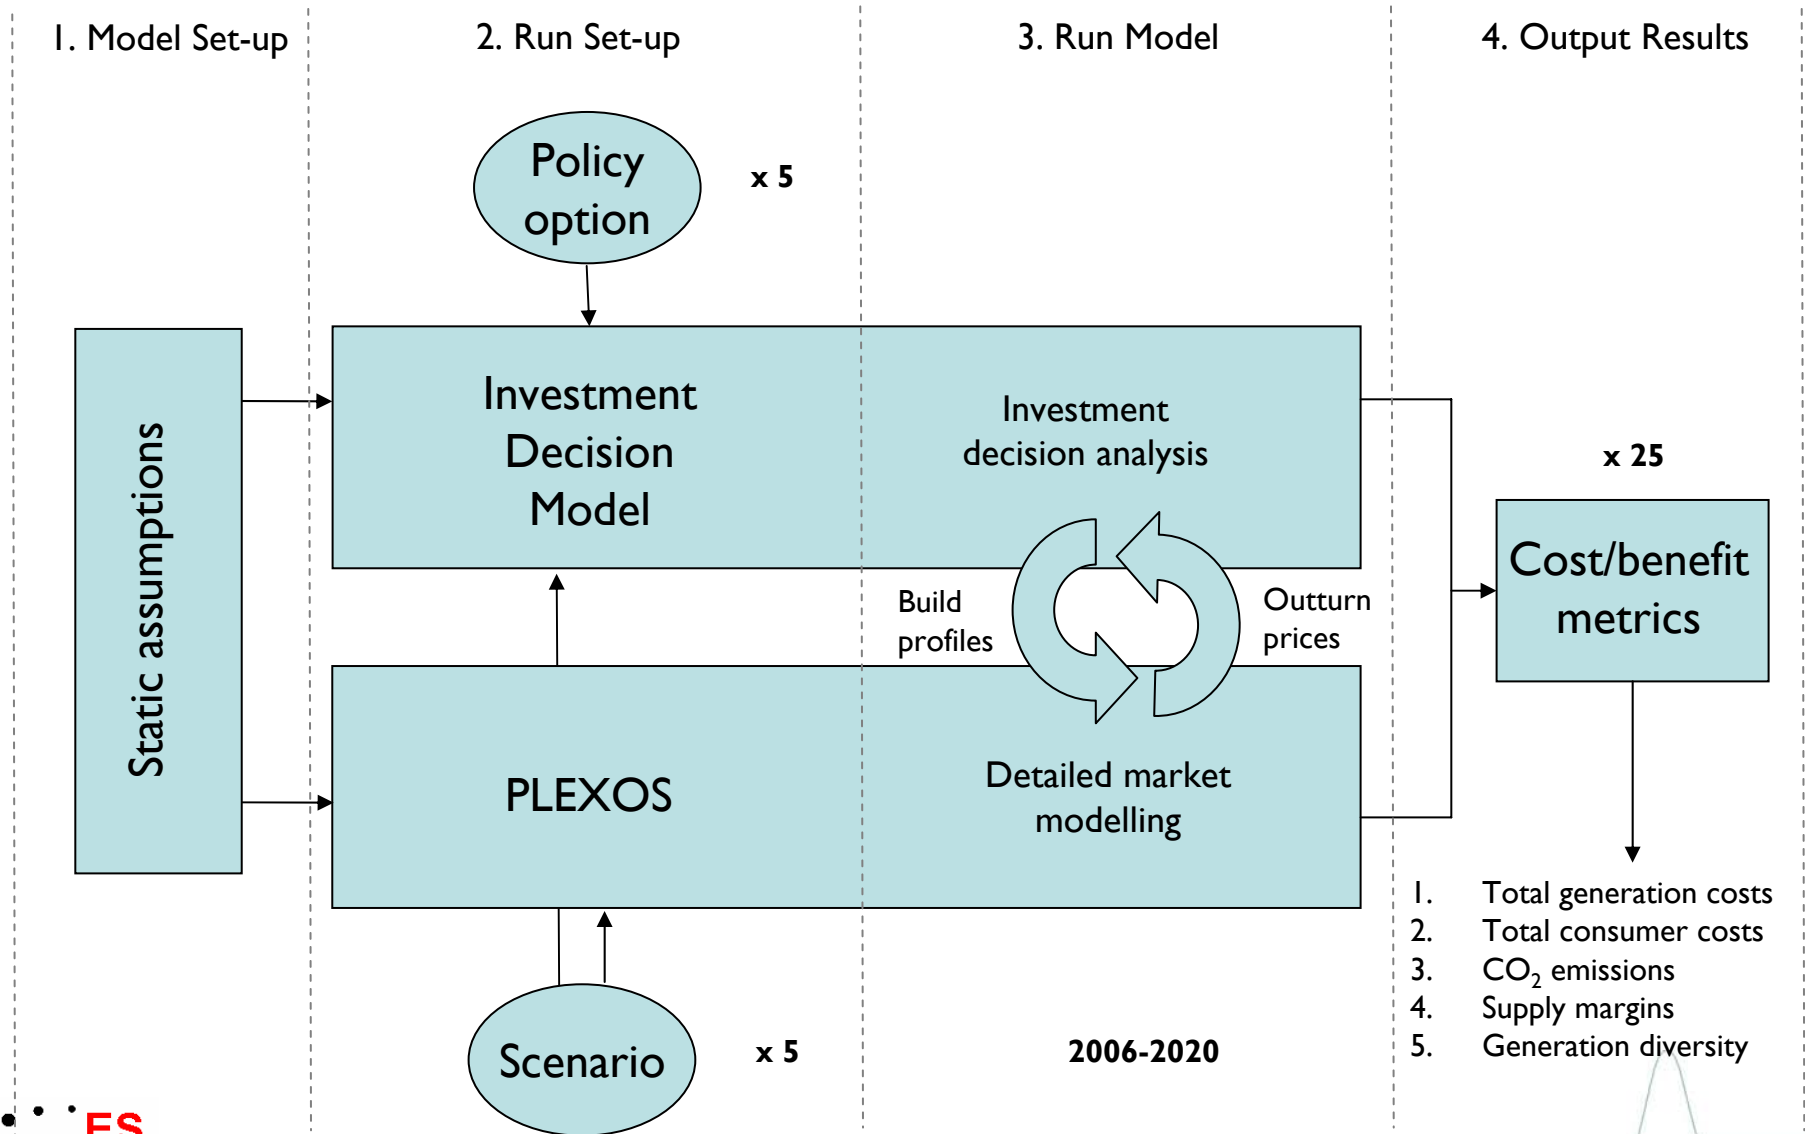 1. Model Set-up
2. Run Set-up
3. Run Model
4. Output Results
Policy
option
x 5
Static assumptions
Investment
Decision
Model
Investment
decision analysis
Build
profiles
Outturn
prices
x 25
Cost/benefit
metrics
PLEXOS
Detailed market
modelling
1. Total generation costs
2. Total consumer costs
3. CO₂ emissions
4. Supply margins
5. Generation diversity
Scenario
x 5
2006-2020
ES